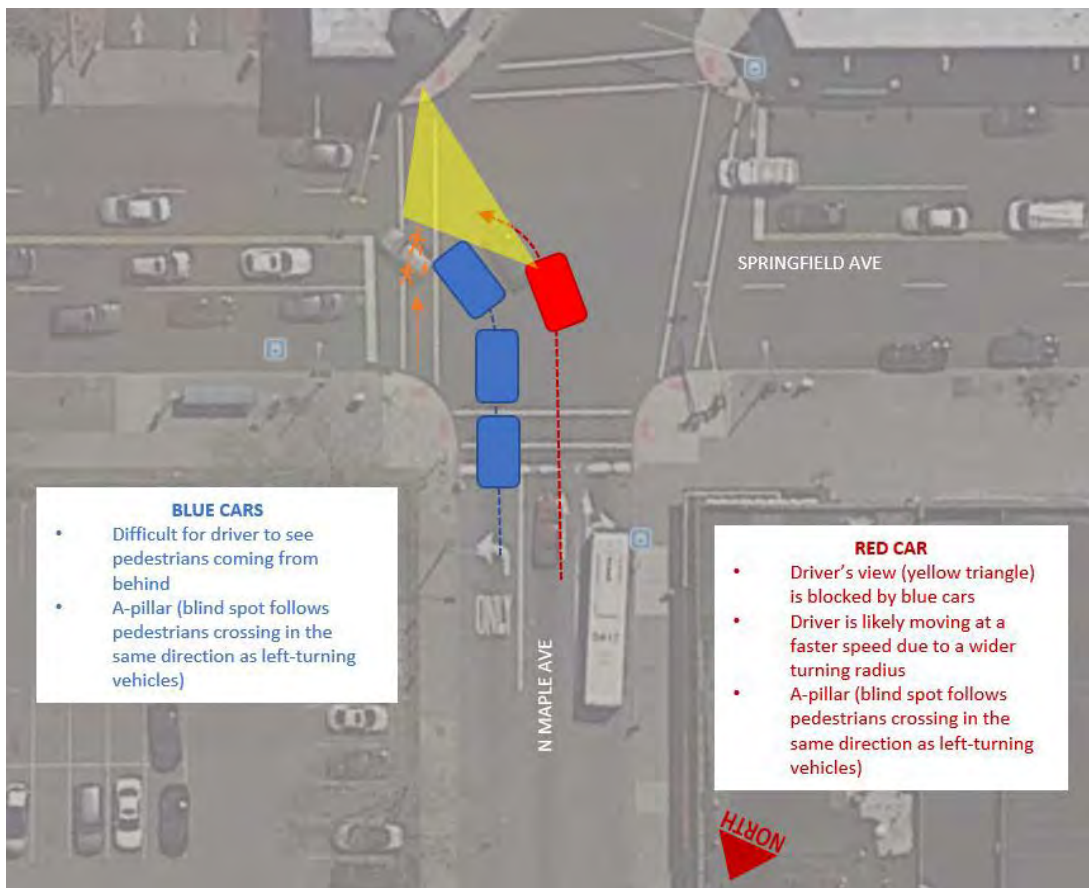 SPRINGFIELD AVE
BLUE CARS
• Difficult for driver to see
pedestrians coming from
behind
• A-pillar (blind spot follows
pedestrians crossing in the
same direction as left-turning
vehicles)
ONLY
N MAPLE AVE
RED CAR
• Driver's view (yellow triangle)
is blocked by blue cars
• Driver is likely moving at a
faster speed due to a wider
turning radius
• A-pillar (blind spot follows
pedestrians crossing in the
same direction as left-turning
vehicles)
NORTH